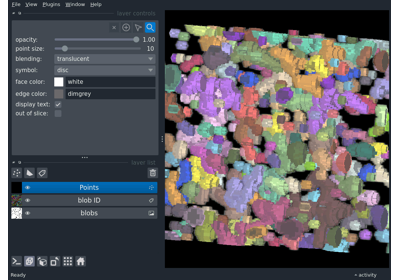 File View Plugins Window Help
layer controls
opacity: 1.00
point size: 10
blending: translucent
symbol: disc
face color: white
edge color: dimgrey
display text:
out of slice:
layer list
Points
blob ID
blobs
Ready
activity